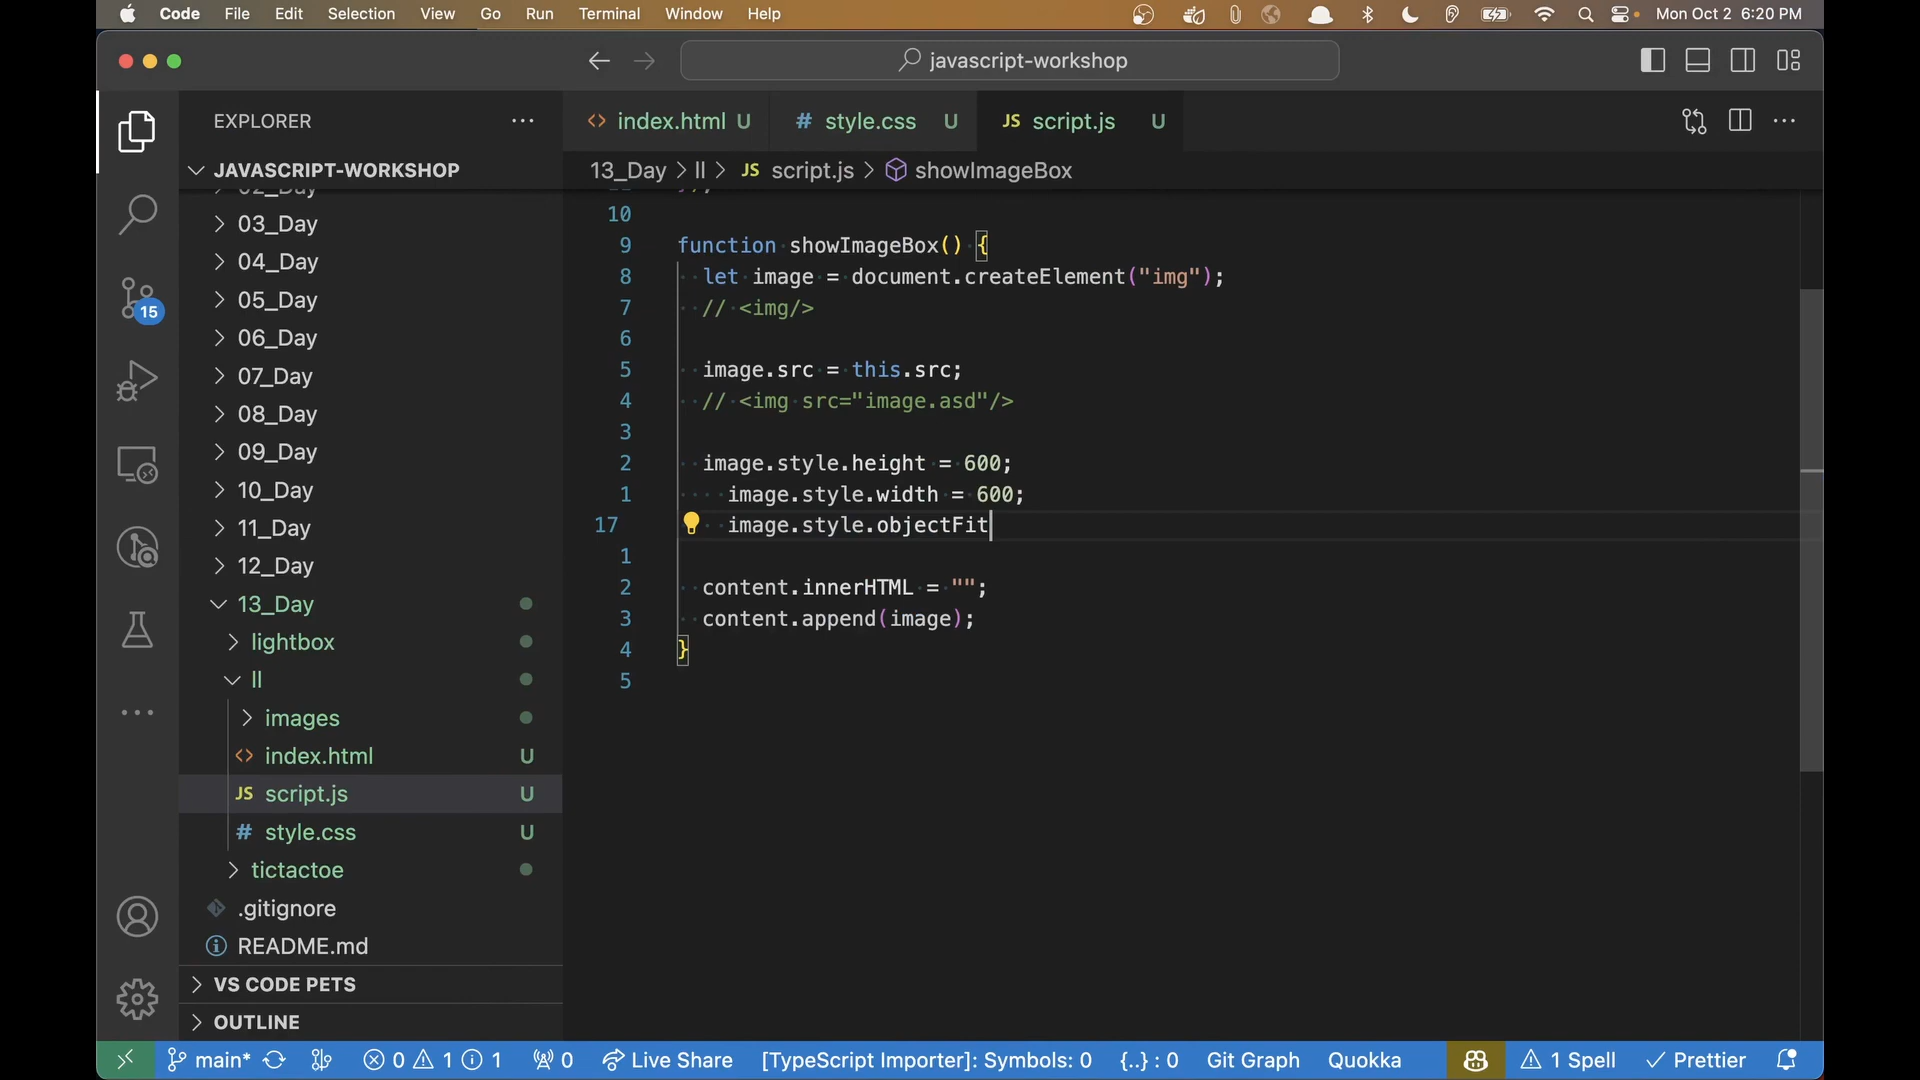 Code File Edit Selection View Go Run Terminal Window Help Mon Oct 2 6:20 PM
javascript-workshop
EXPLORER
index.html U
style.css U
JS script.js U
JAVASCRIPT-WORKSHOP
13_Day > ll > JS script.js > showImageBox
02_Day
03_Day
04_Day
05_Day
06_Day
07_Day
08_Day
09_Day
10_Day
11_Day
12_Day
13_Day
lightbox
ll
images
index.html U
JS script.js U
# style.css U
tictactoe
.gitignore
README.md
VS CODE PETS
OUTLINE
15
10
9 function showImageBox() {
8 let image = document.createElement("img");
7 // <img/>
6
5 image.src = this.src;
4 // <img src="image.asd"/>
3
2 image.style.height = 600;
1 image.style.width = 600;
17 image.style.objectFit
1
2 content.innerHTML = "";
3 content.append(image);
4 }
5
main* 0 1 1 0 Live Share [TypeScript Importer]: Symbols: 0 {..} : 0 Git Graph Quokka 1 Spell Prettier